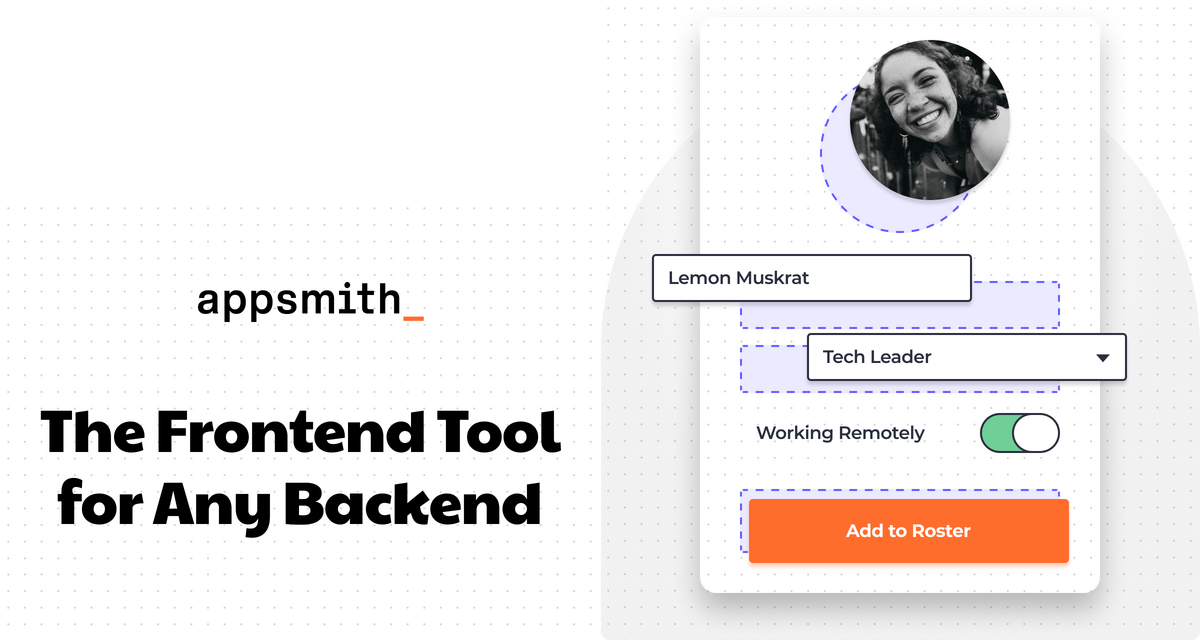 appsmith_
The Frontend Tool
for Any Backend
Lemon Muskrat
Tech Leader
Working Remotely
Add to Roster